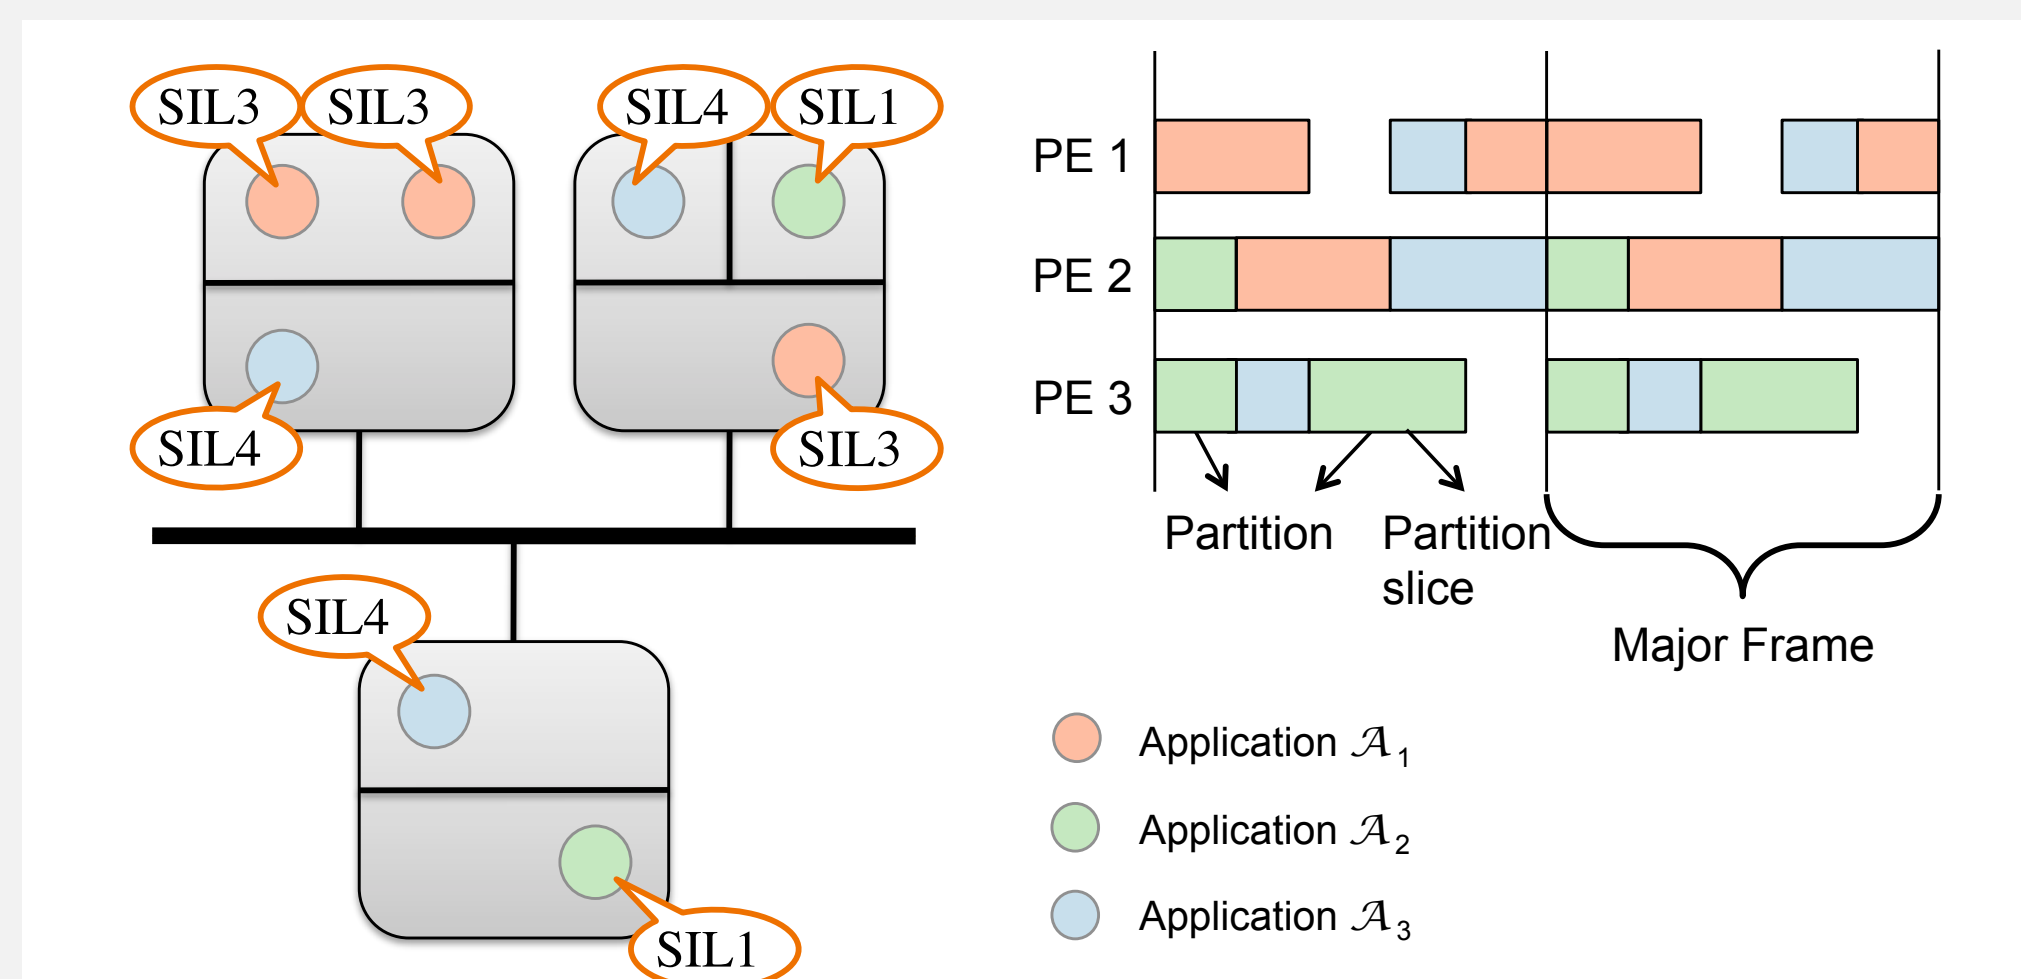 SIL3
SIL3
SIL4
SIL1
SIL4
SIL3
SIL4
SIL1
PE 1
PE 2
PE 3
Partition
Partition
slice
Major Frame
Application 𝒜1
Application 𝒜2
Application 𝒜3